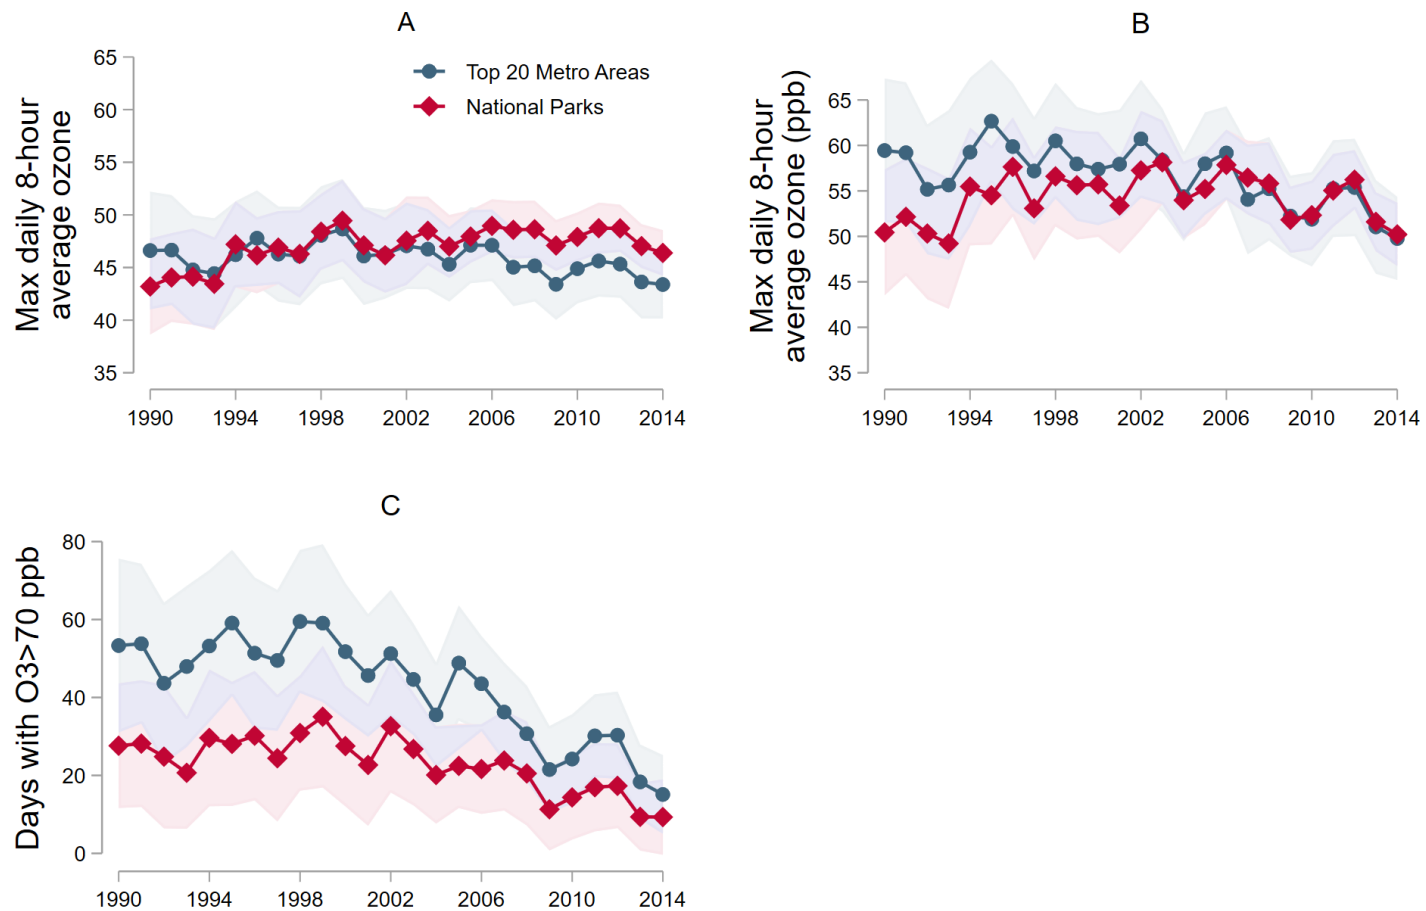 A
Max daily 8-hour
average ozone
65
60
55
50
45
40
35
Top 20 Metro Areas
National Parks
1990 1994 1998 2002 2006 2010 2014
B
Max daily 8-hour
average ozone (ppb)
65
60
55
50
45
40
35
1990 1994 1998 2002 2006 2010 2014
C
Days with O3>70 ppb
80
60
40
20
0
1990 1994 1998 2002 2006 2010 2014